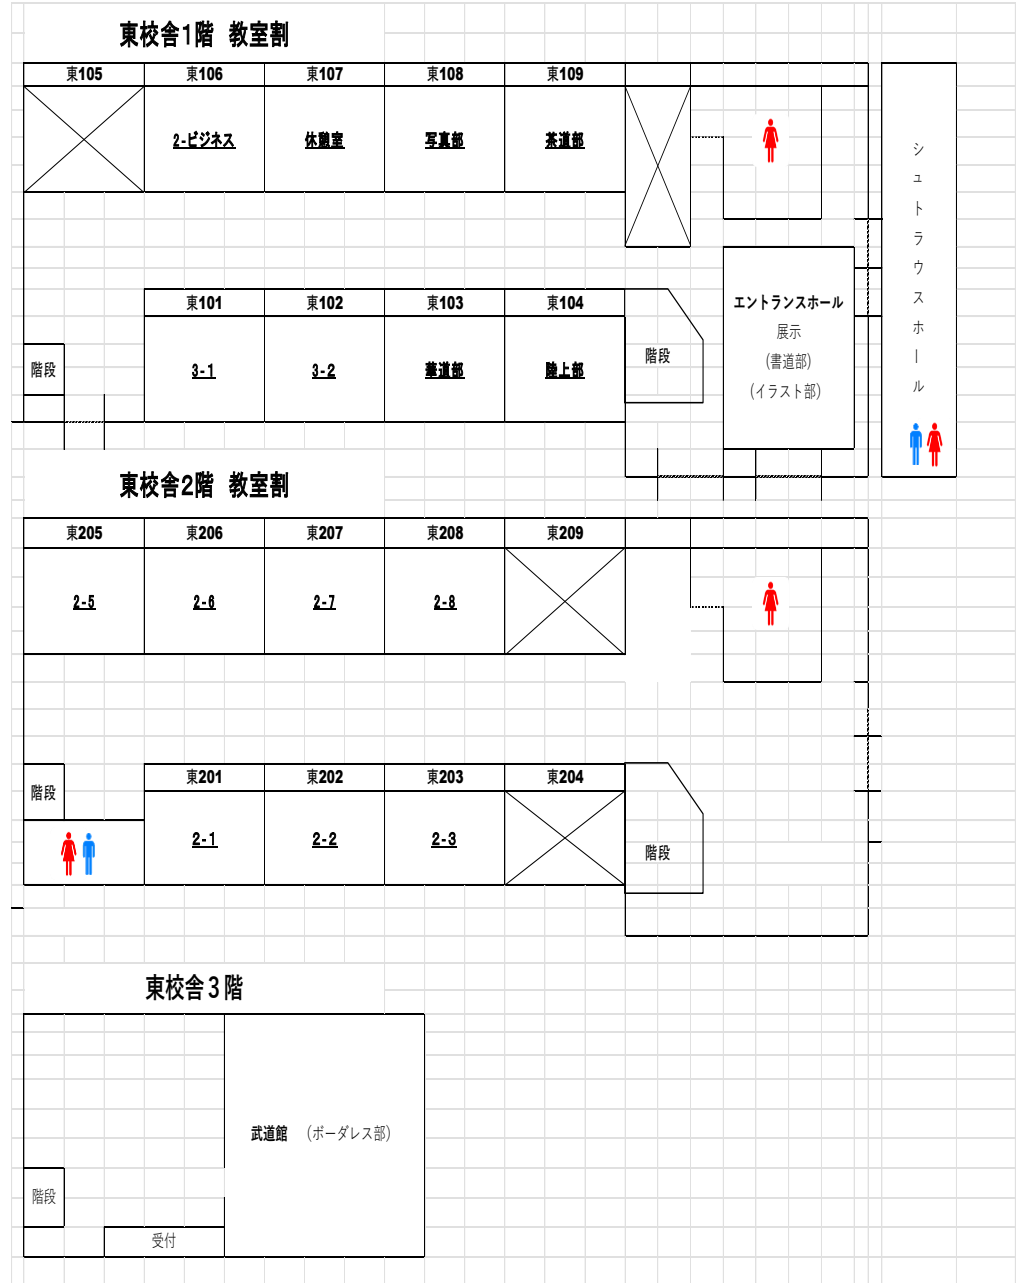 東校舎1階 教室割
東105 東106 東107 東108 東109
2-ビジネス 休憩室 写真部 茶道部
シュトラウスホール
東101 東102 東103 東104
階段 3-1 3-2 華道部 陸上部 階段
エントランスホール
展示
(書道部)
(イラスト部)
東校舎2階 教室割
東205 東206 東207 東208 東209
2-5 2-6 2-7 2-8
東201 東202 東203 東204
階段 2-1 2-2 2-3 階段
東校舎３階
武道館 (ボーダレス部)
階段
受付